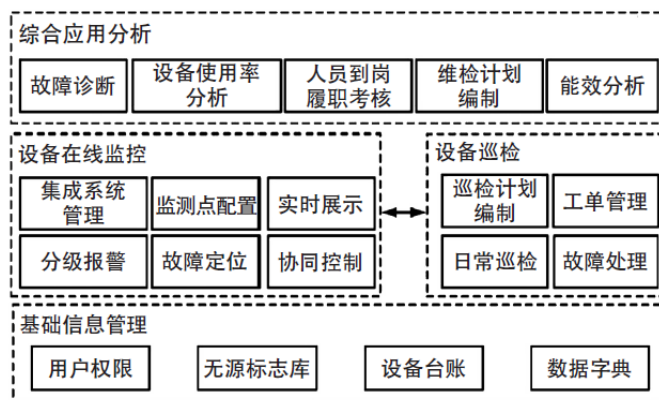 综合应用分析
故障诊断
设备使用率
分析
人员到岗
履职考核
维检计划
编制
能效分析
设备在线监控
集成系统
管理
监测点配置
实时展示
分级报警
故障定位
协同控制
设备巡检
巡检计划
编制
工单管理
日常巡检
故障处理
基础信息管理
用户权限
无源标志库
设备台账
数据字典